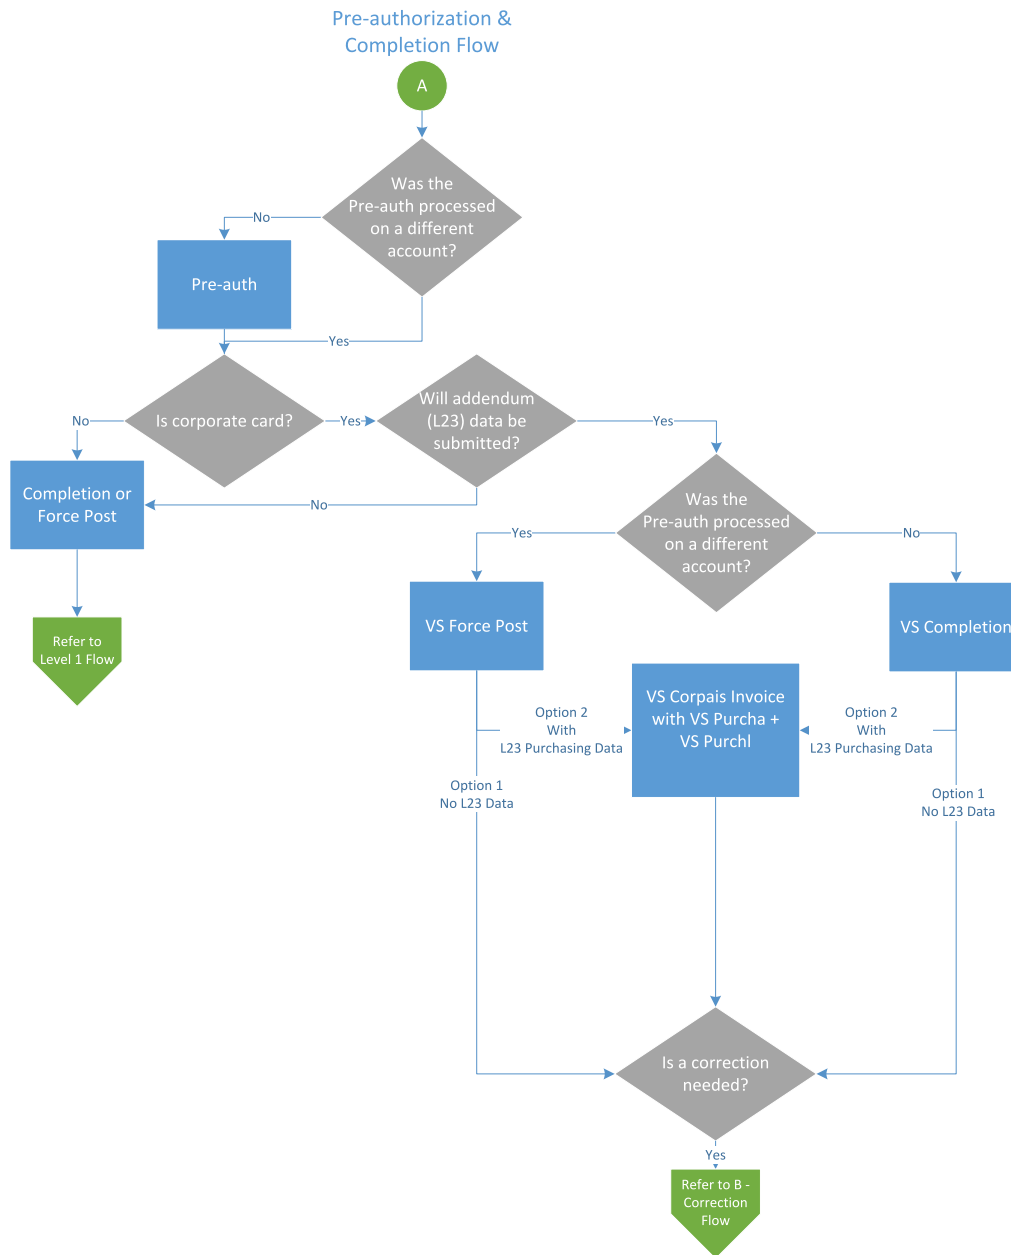 Pre-authorization &
Completion Flow
A
Was the
Pre-auth processed
on a different
account?
No
Pre-auth
Yes
Is corporate card?
No
Yes
Will addendum
(L23) data be
submitted?
Yes
No
Completion or
Force Post
Refer to
Level 1 Flow
Was the
Pre-auth processed
on a different
account?
Yes
No
VS Force Post
VS Completion
VS Corpais Invoice
with VS Purcha +
VS Purchl
Option 2
With
L23 Purchasing Data
Option 2
With
L23 Purchasing Data
Option 1
No L23 Data
Option 1
No L23 Data
Is a correction
needed?
Yes
Refer to B -
Correction
Flow